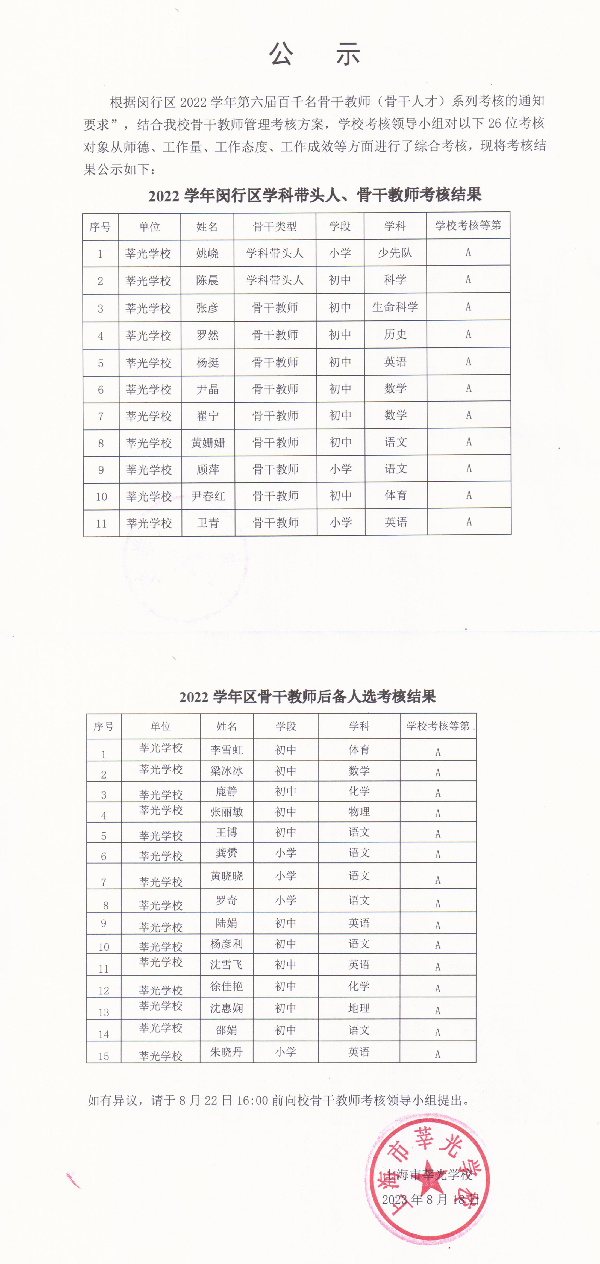 公 示
根据闵行区 2022 学年第六届百千名骨干教师（骨干人才）系列考核的通知
要求”，结合我校骨干教师管理考核方案，学校考核领导小组对以下 26 位考核
对象从师德、工作量、工作态度、工作成效等方面进行了综合考核，现将考核结
果公示如下：
2022 学年闵行区学科带头人、骨干教师考核结果
序号 单位 姓名 骨干类型 学段 学科 学校考核等第
1 莘光学校 姚峣 学科带头人 小学 少先队 A
2 莘光学校 陈晨 学科带头人 初中 科学 A
3 莘光学校 张彦 骨干教师 初中 生命科学 A
4 莘光学校 罗然 骨干教师 初中 历史 A
5 莘光学校 杨挺 骨干教师 初中 英语 A
6 莘光学校 尹晶 骨干教师 初中 数学 A
7 莘光学校 翟宁 骨干教师 初中 数学 A
8 莘光学校 黄姗姗 骨干教师 初中 语文 A
9 莘光学校 顾萍 骨干教师 小学 语文 A
10 莘光学校 尹春红 骨干教师 初中 体育 A
11 莘光学校 卫青 骨干教师 小学 英语 A
2022 学年区骨干教师后备人选考核结果
序号 单位 姓名 学段 学科 学校考核等第
1 莘光学校 李雪虹 初中 体育 A
2 莘光学校 梁冰冰 初中 数学 A
3 莘光学校 鹿静 初中 化学 A
4 莘光学校 张丽敏 初中 物理 A
5 莘光学校 王博 初中 语文 A
6 莘光学校 龚赟 小学 语文 A
7 莘光学校 黄晓晓 小学 语文 A
8 莘光学校 罗奇 小学 语文 A
9 莘光学校 陆娟 初中 英语 A
10 莘光学校 杨彦利 初中 语文 A
11 莘光学校 沈雪飞 初中 英语 A
12 莘光学校 徐佳艳 初中 化学 A
13 莘光学校 沈惠娴 初中 地理 A
14 莘光学校 邵娟 初中 语文 A
15 莘光学校 朱晓丹 小学 英语 A
如有异议，请于 8 月 22 日 16:00 前向校骨干教师考核领导小组提出。
上海市莘光学校
上海市莘光学校
2023 年 8 月 18 日